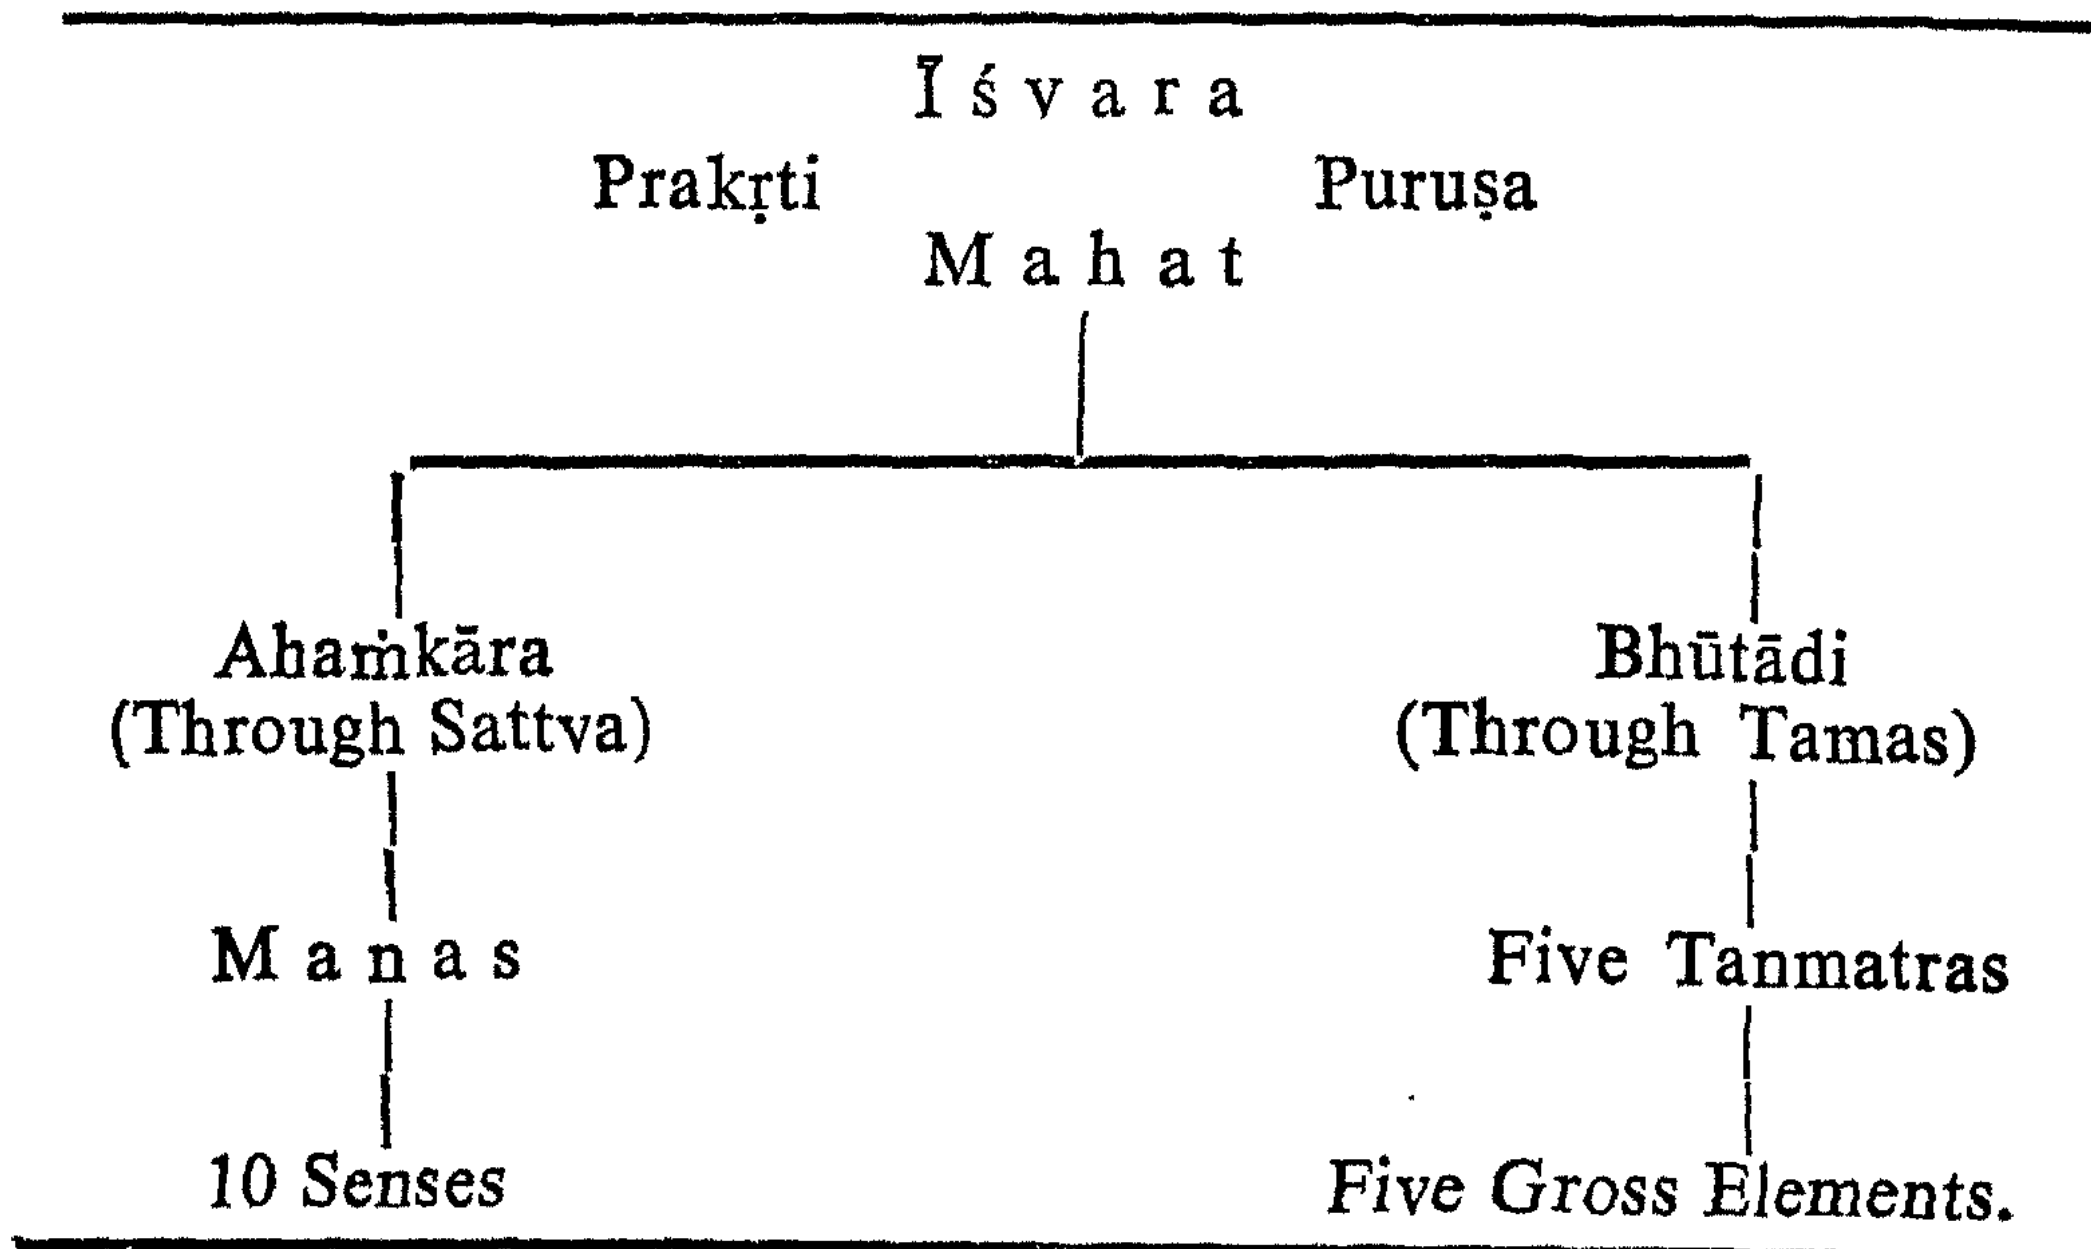 Īśvara
Prakṛti Puruṣa
Mahat
Ahaṁkāra Bhūtādi
(Through Sattva) (Through Tamas)
Manas Five Tanmatras
10 Senses Five Gross Elements.